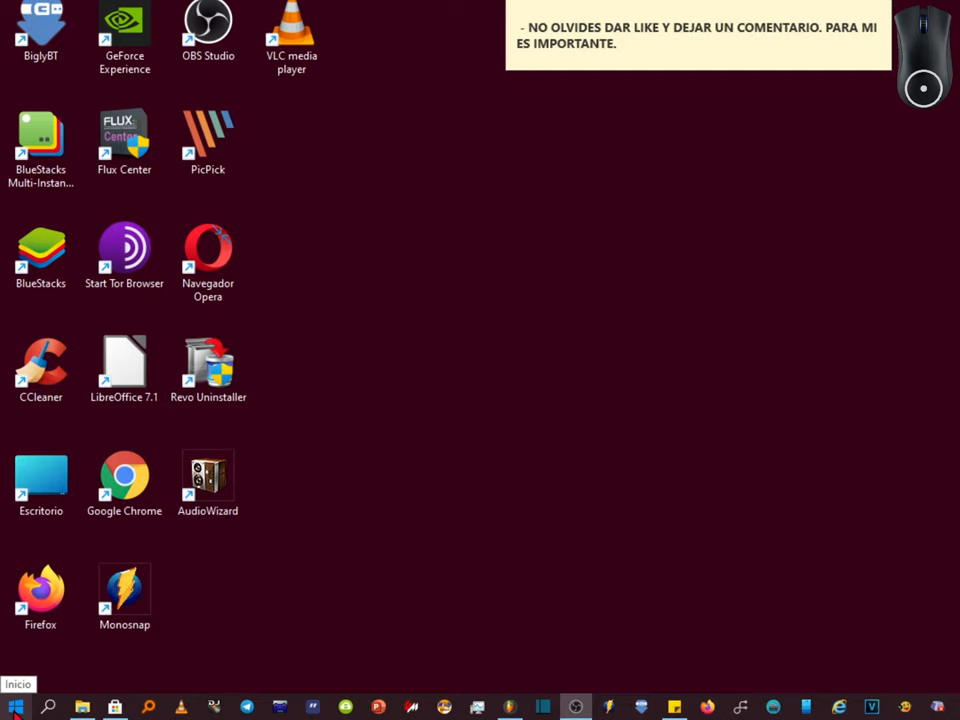 - NO OLVIDES DAR LIKE Y DEJAR UN COMENTARIO. PARA MI
ES IMPORTANTE.
BiglyBT
GeForce
Experience
OBS Studio
VLC media
player
FLUX
Center
BlueStacks
Multi-Instan...
Flux Center
PicPick
BlueStacks
Start Tor Browser
Navegador
Opera
CCleaner
LibreOffice 7.1
Revo Uninstaller
Escritorio
Google Chrome
AudioWizard
Firefox
Monosnap
Inicio